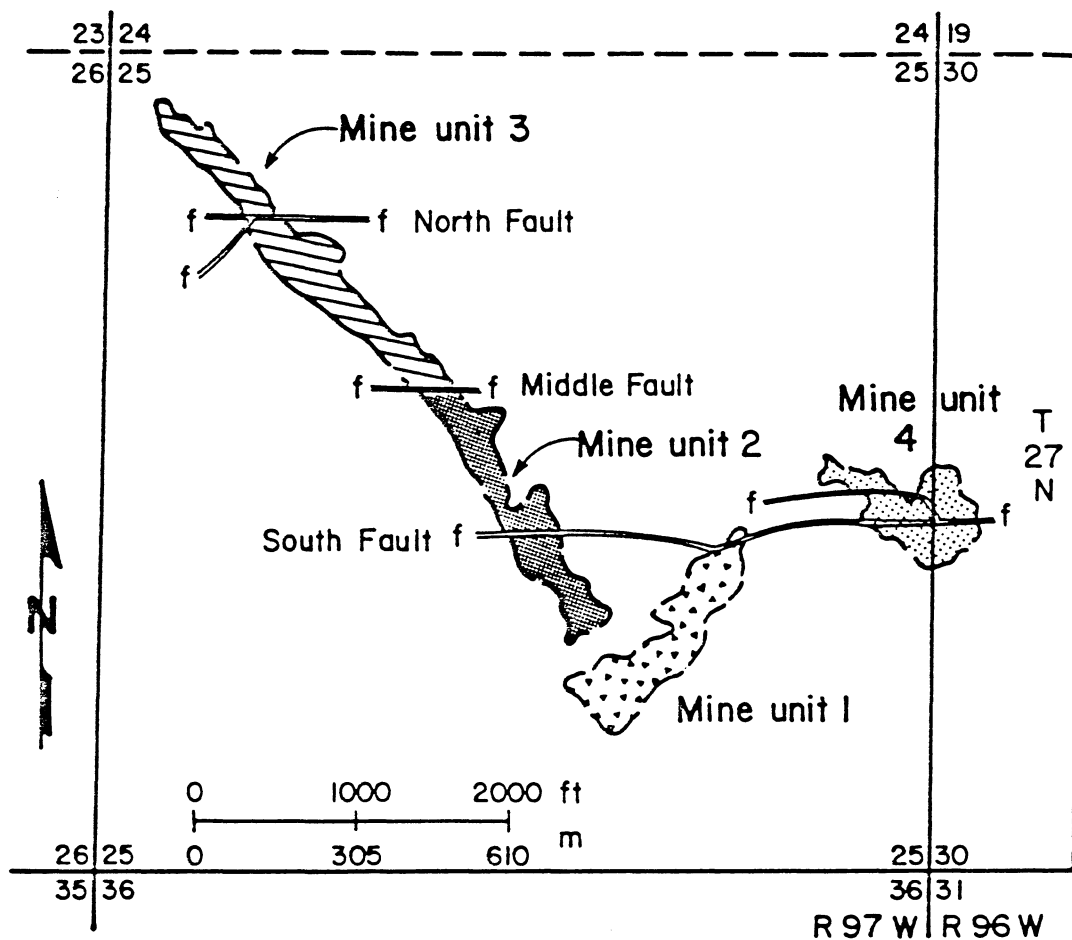 23 24
24 19
26 25
25 30
Mine unit 3
f f North Fault
f
f f Middle Fault
Mine unit
4
T
27
N
Mine unit 2
f
South Fault f
f
N
Mine unit 1
0 1000 2000 ft
m
0 305 610
26 25
25 30
35 36
36 31
R 97 W R 96 W